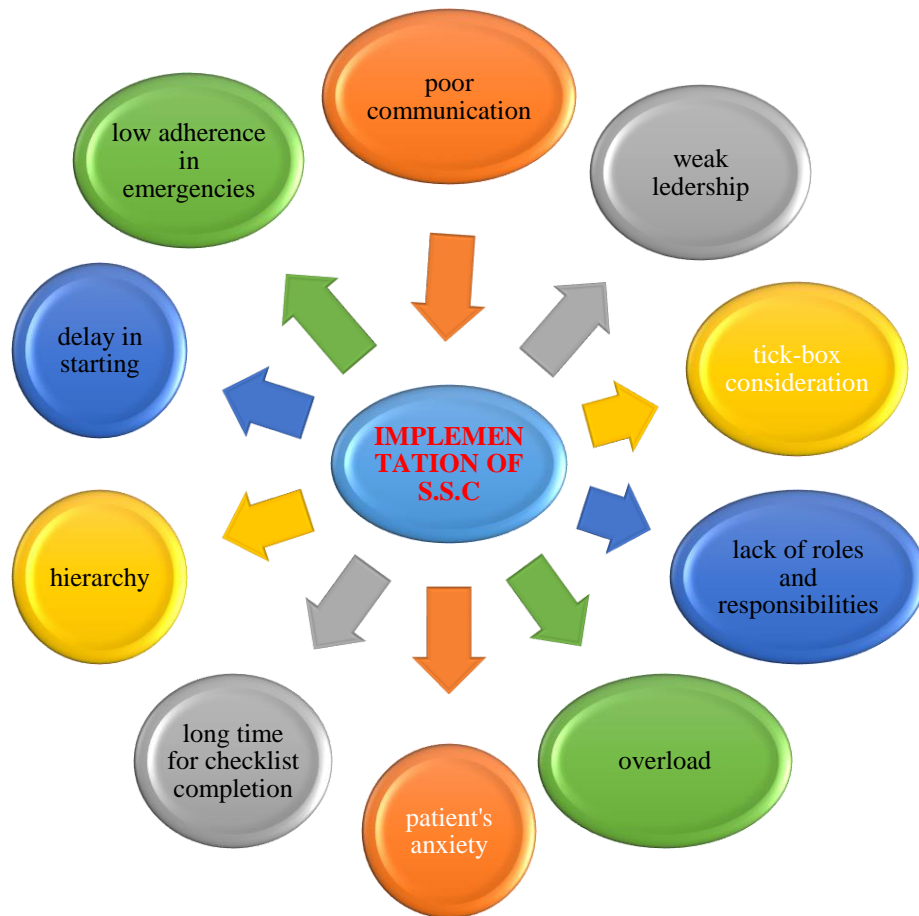 poor
communication
weak
ledership
tick-box
consideration
lack of roles
and
responsibilities
overload
patient's
anxiety
long time
for checklist
completion
hierarchy
delay in
starting
low adherence
in
emergencies
IMPLEMEN
TATION OF
S.S.C